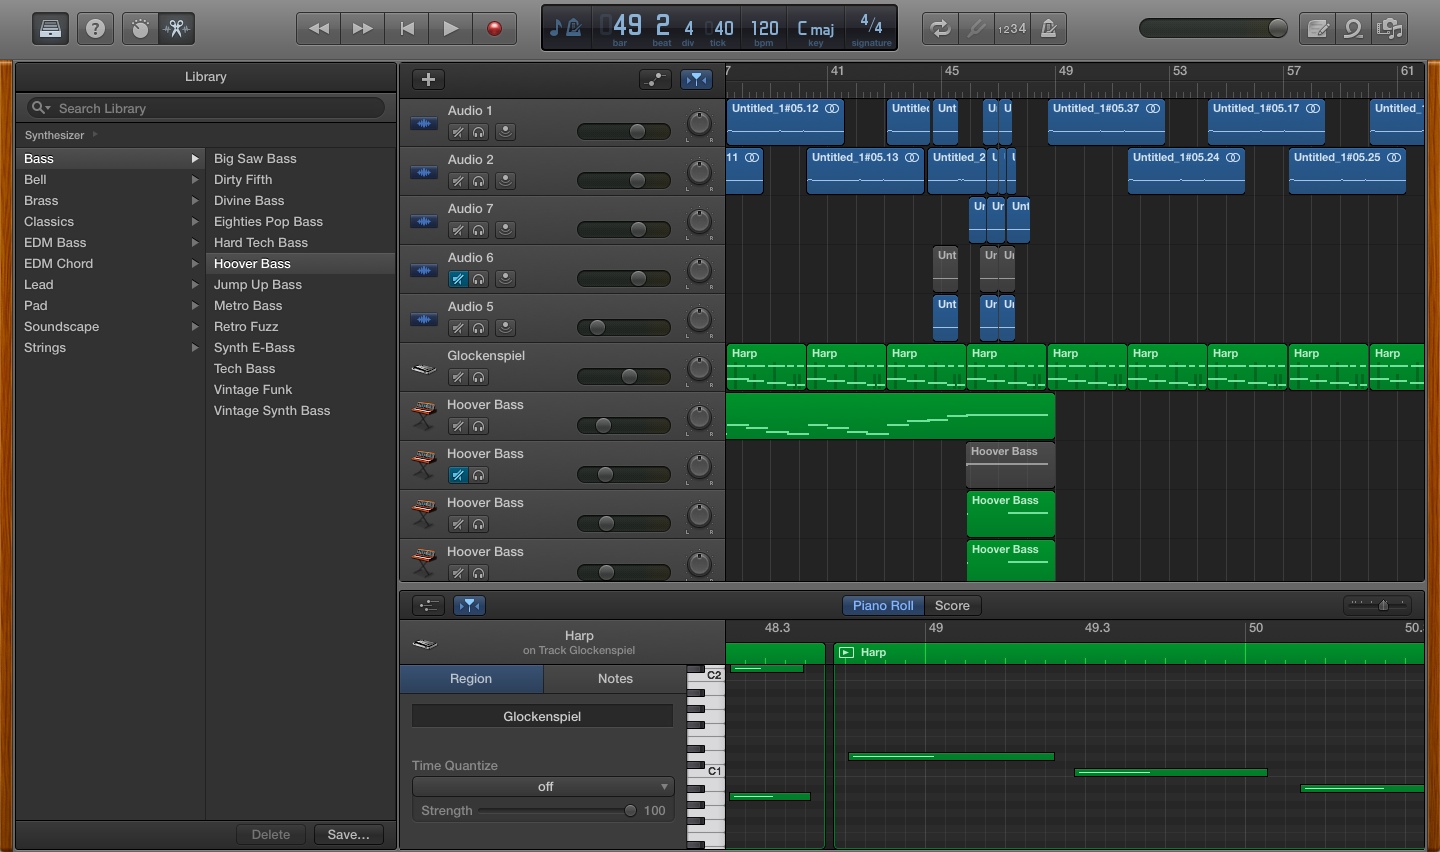 ?
1234
49 2 4 40 120 C maj 4/4
bar beat div tick bpm key signature
Library
Search Library
Synthesizer
Bass
Bell
Brass
Classics
EDM Bass
EDM Chord
Lead
Pad
Soundscape
Strings
Big Saw Bass
Dirty Fifth
Divine Bass
Eighties Pop Bass
Hard Tech Bass
Hoover Bass
Jump Up Bass
Metro Bass
Retro Fuzz
Synth E-Bass
Tech Bass
Vintage Funk
Vintage Synth Bass
Delete Save...
7 41 45 49 53 57 61
Audio 1
L R
Untitled_1#05.12 Untitled Unt U U Untitled_1#05.37 Untitled_1#05.17 Untitled_1
Audio 2
L R
11 Untitled_1#05.13 Untitled_2 U U Untitled_1#05.24 Untitled_1#05.25
Audio 7
L R
Un Un Unt
Audio 6
L R
Unt Un Un
Audio 5
L R
Unt Un Un
Glockenspiel
L R
Harp Harp Harp Harp Harp Harp Harp Harp Harp
Hoover Bass
L R
Hoover Bass
L R
Hoover Bass
Hoover Bass
L R
Hoover Bass
Hoover Bass
L R
Hoover Bass
Piano Roll Score
48.3 49 49.3 50 50.
Harp
on Track Glockenspiel
Harp
Region Notes
Glockenspiel
Time Quantize
off
Strength 100
C2
C1